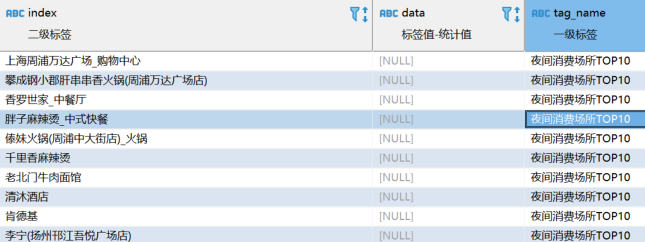 ABC index ABC data ABC tag_name
二级标签 标签值-统计值 一级标签
上海周浦万达广场_购物中心 [NULL] 夜间消费场所TOP10
攀成钢小郡肝串串香火锅(周浦万达广场店) [NULL] 夜间消费场所TOP10
香罗世家_中餐厅 [NULL] 夜间消费场所TOP10
胖子麻辣烫_中式快餐 [NULL] 夜间消费场所TOP10
傣妹火锅(周浦中大街店)_火锅 [NULL] 夜间消费场所TOP10
千里香麻辣烫 [NULL] 夜间消费场所TOP10
老北门牛肉面馆 [NULL] 夜间消费场所TOP10
清沐酒店 [NULL] 夜间消费场所TOP10
肯德基 [NULL] 夜间消费场所TOP10
李宁(扬州邗江吾悦广场店) [NULL] 夜间消费场所TOP10